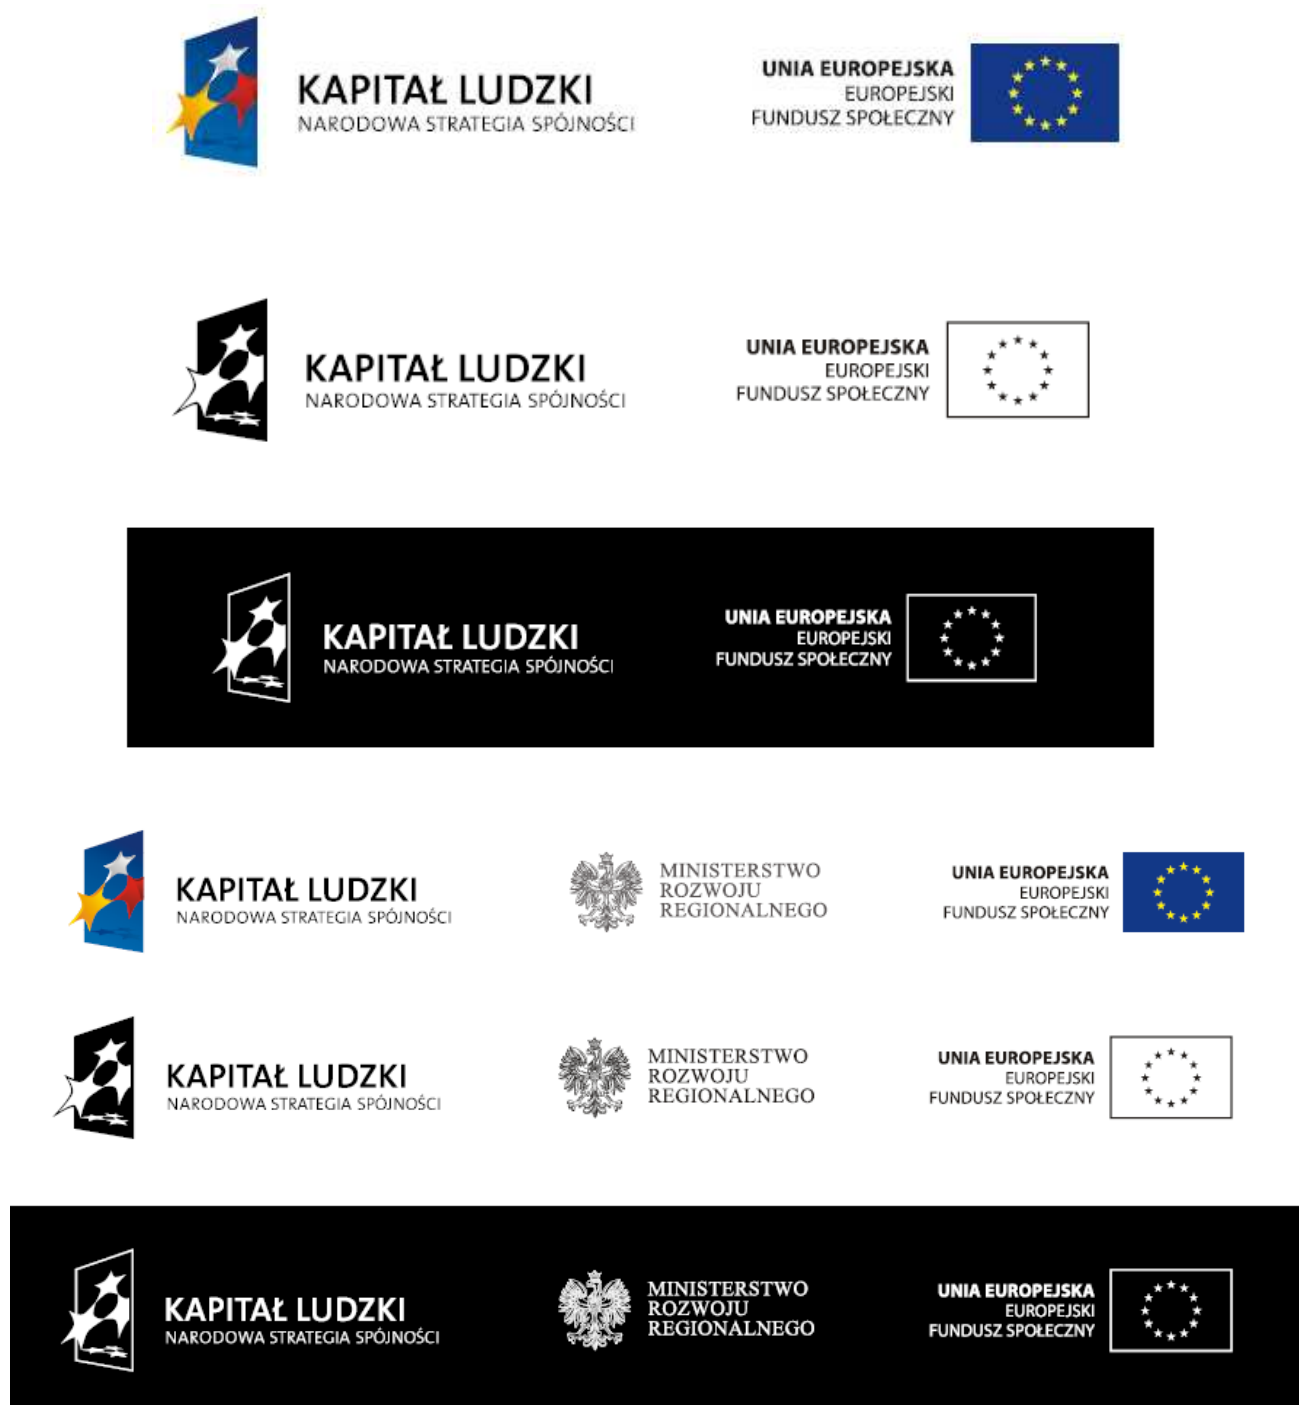 KAPITAŁ LUDZKI
NARODOWA STRATEGIA SPÓJNOŚCI
UNIA EUROPEJSKA
EUROPEJSKI
FUNDUSZ SPOŁECZNY
KAPITAŁ LUDZKI
NARODOWA STRATEGIA SPÓJNOŚCI
UNIA EUROPEJSKA
EUROPEJSKI
FUNDUSZ SPOŁECZNY
KAPITAŁ LUDZKI
NARODOWA STRATEGIA SPÓJNOŚCI
UNIA EUROPEJSKA
EUROPEJSKI
FUNDUSZ SPOŁECZNY
KAPITAŁ LUDZKI
NARODOWA STRATEGIA SPÓJNOŚCI
MINISTERSTWO
ROZWOJU
REGIONALNEGO
UNIA EUROPEJSKA
EUROPEJSKI
FUNDUSZ SPOŁECZNY
KAPITAŁ LUDZKI
NARODOWA STRATEGIA SPÓJNOŚCI
MINISTERSTWO
ROZWOJU
REGIONALNEGO
UNIA EUROPEJSKA
EUROPEJSKI
FUNDUSZ SPOŁECZNY
KAPITAŁ LUDZKI
NARODOWA STRATEGIA SPÓJNOŚCI
MINISTERSTWO
ROZWOJU
REGIONALNEGO
UNIA EUROPEJSKA
EUROPEJSKI
FUNDUSZ SPOŁECZNY